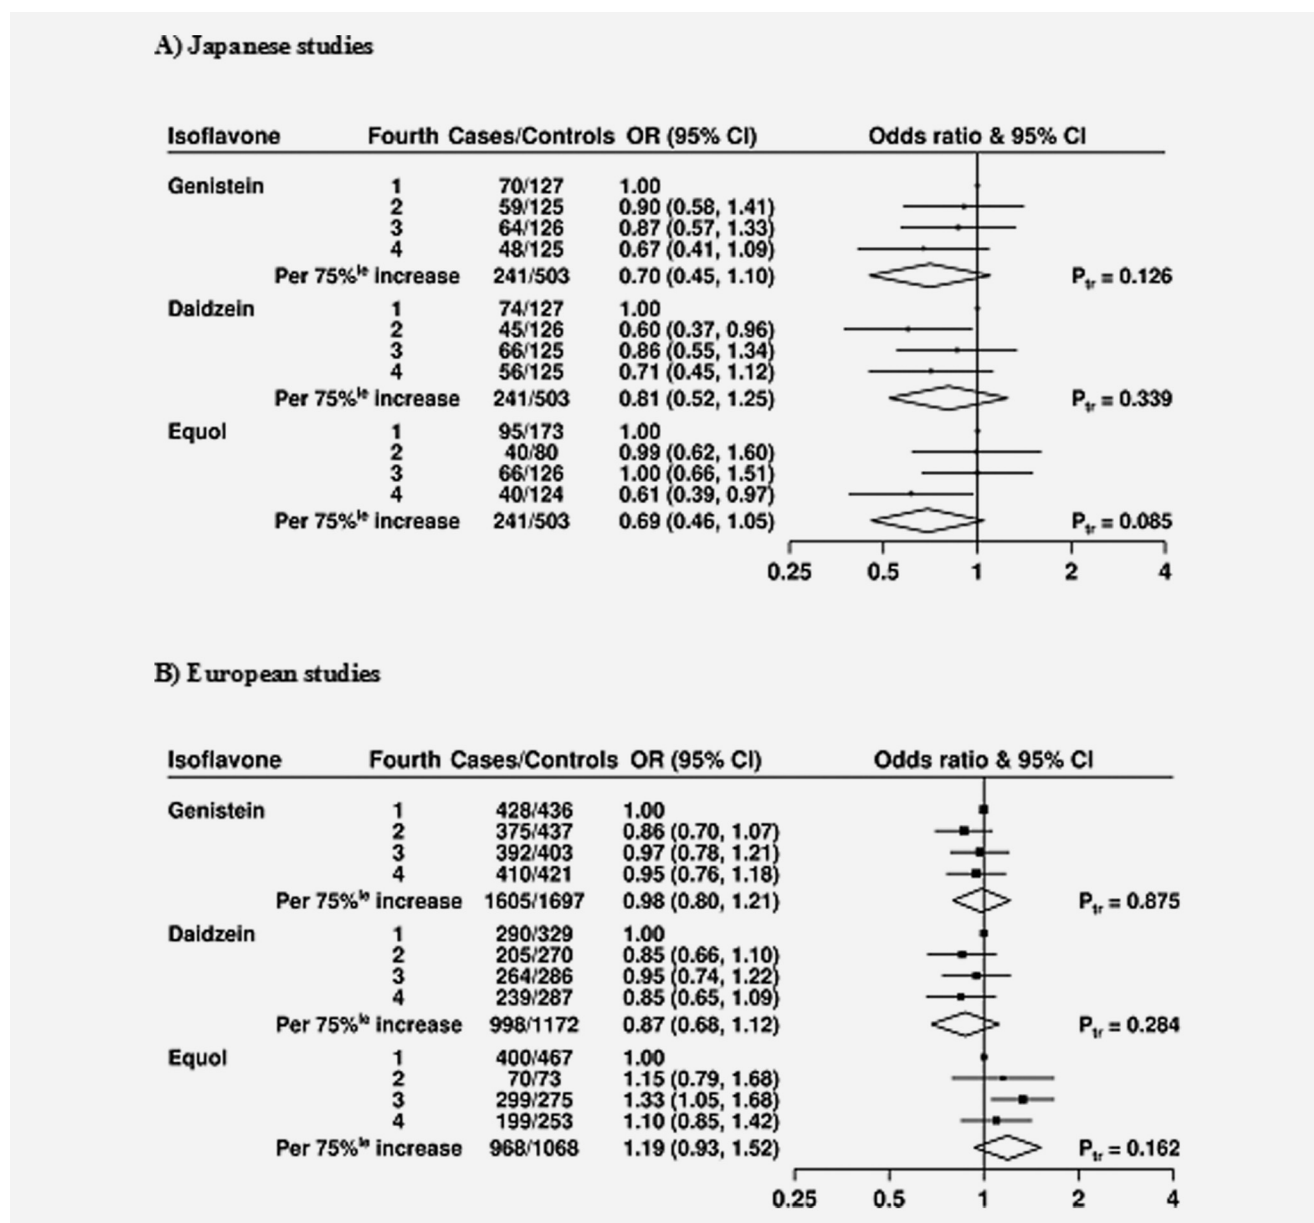 A) Japanese studies
Isoflavone Fourth Cases/Controls OR (95% CI) Odds ratio & 95% CI
Genistein 1 70/127 1.00
2 59/125 0.90 (0.58, 1.41)
3 64/126 0.87 (0.57, 1.33)
4 48/125 0.67 (0.41, 1.09)
Per 75%le increase 241/503 0.70 (0.45, 1.10) Ptr = 0.126
Daidzein 1 74/127 1.00
2 45/126 0.60 (0.37, 0.96)
3 66/125 0.86 (0.55, 1.34)
4 56/125 0.71 (0.45, 1.12)
Per 75%le increase 241/503 0.81 (0.52, 1.25) Ptr = 0.339
Equol 1 95/173 1.00
2 40/80 0.99 (0.62, 1.60)
3 66/126 1.00 (0.66, 1.51)
4 40/124 0.61 (0.39, 0.97)
Per 75%le increase 241/503 0.69 (0.46, 1.05) Ptr = 0.085
0.25 0.5 1 2 4
B) European studies
Isoflavone Fourth Cases/Controls OR (95% CI) Odds ratio & 95% CI
Genistein 1 428/436 1.00
2 375/437 0.86 (0.70, 1.07)
3 392/403 0.97 (0.78, 1.21)
4 410/421 0.95 (0.76, 1.18)
Per 75%le increase 1605/1697 0.98 (0.80, 1.21) Ptr = 0.875
Daidzein 1 290/329 1.00
2 205/270 0.85 (0.66, 1.10)
3 264/286 0.95 (0.74, 1.22)
4 239/287 0.85 (0.65, 1.09)
Per 75%le increase 998/1172 0.87 (0.68, 1.12) Ptr = 0.284
Equol 1 400/467 1.00
2 70/73 1.15 (0.79, 1.68)
3 299/275 1.33 (1.05, 1.68)
4 199/253 1.10 (0.85, 1.42)
Per 75%le increase 968/1068 1.19 (0.93, 1.52) Ptr = 0.162
0.25 0.5 1 2 4